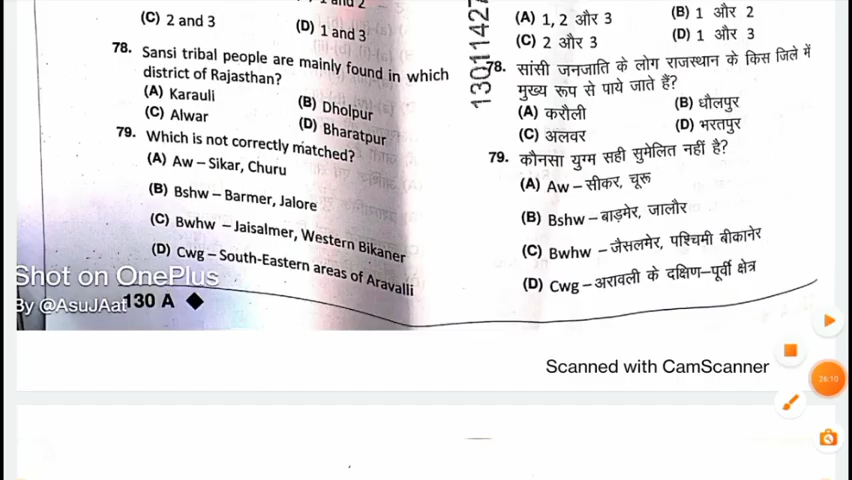 (C) 2 and 3
(D) 1 and 3
78. Sansi tribal people are mainly found in which
district of Rajasthan?
(A) Karauli
(B) Dholpur
(C) Alwar
(D) Bharatpur
79. Which is not correctly matched?
(A) Aw – Sikar, Churu
(B) Bshw – Barmer, Jalore
(C) Bwhw – Jaisalmer, Western Bikaner
(D) Cwg – South-Eastern areas of Aravalli
Shot on OnePlus
By @AsuJAat
130 A
13011427
(A) 1, 2 और 3
(B) 1 और 2
(C) 2 और 3
(D) 1 और 3
78. सांसी जनजाति के लोग राजस्थान के किस जिले में
मुख्य रूप से पाये जाते हैं?
(A) करौली
(B) धौलपुर
(C) अलवर
(D) भरतपुर
79. कौनसा युग्म सही सुमेलित नहीं है?
(A) Aw – सीकर, चूरू
(B) Bshw – बाड़मेर, जालौर
(C) Bwhw – जैसलमेर, पश्चिमी बीकानेर
(D) Cwg – अरावली के दक्षिण–पूर्वी क्षेत्र
Scanned with CamScanner
26:10